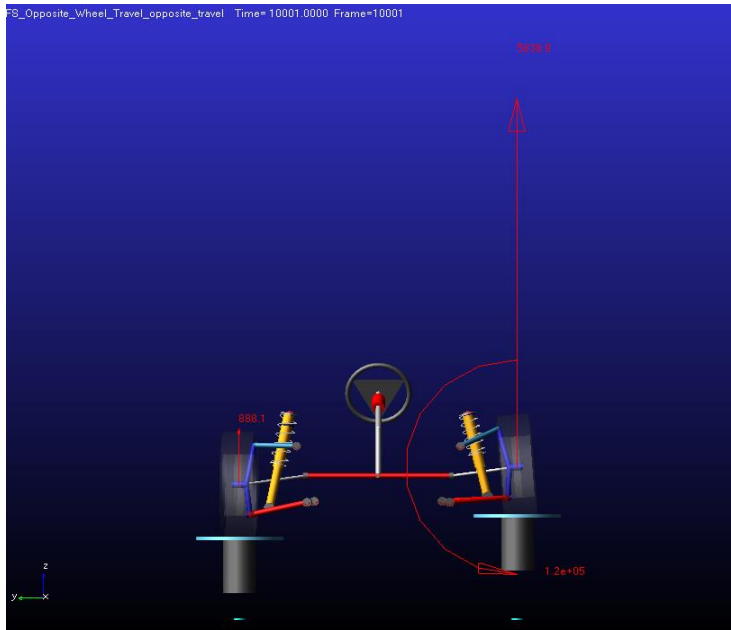 FS_Opposite_Wheel_Travel_opposite_travel Time= 10001.0000 Frame=10001
888.1
1.2e+05
z
y
x